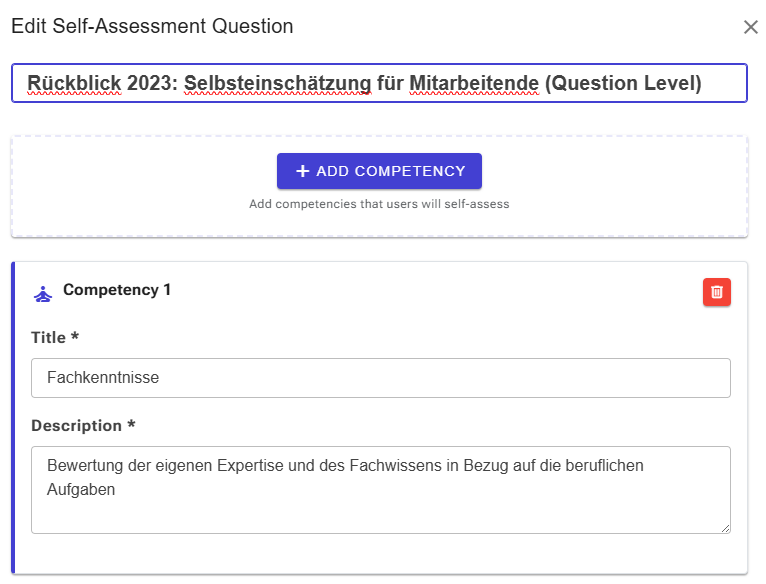 Edit Self-Assessment Question
Rückblick 2023: Selbsteinschätzung für Mitarbeitende (Question Level)
+ ADD COMPETENCY
Add competencies that users will self-assess
Competency 1
Title *
Fachkenntnisse
Description *
Bewertung der eigenen Expertise und des Fachwissens in Bezug auf die beruflichen
Aufgaben